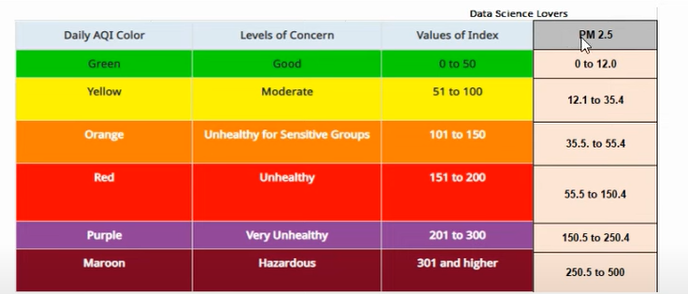 Data Science Lovers
Daily AQI Color Levels of Concern Values of Index PM 2.5
Green Good 0 to 50 0 to 12.0
Yellow Moderate 51 to 100 12.1 to 35.4
Orange Unhealthy for Sensitive Groups 101 to 150 35.5. to 55.4
Red Unhealthy 151 to 200 55.5 to 150.4
Purple Very Unhealthy 201 to 300 150.5 to 250.4
Maroon Hazardous 301 and higher 250.5 to 500